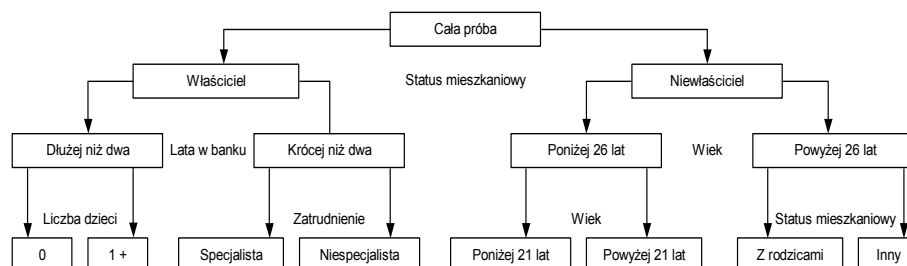 Cała próba
Właściciel
Status mieszkaniowy
Niewłaściciel
Dłużej niż dwa
Lata w banku
Krócej niż dwa
Poniżej 26 lat
Wiek
Powyżej 26 lat
Liczba dzieci
Zatrudnienie
Wiek
Status mieszkaniowy
0
1 +
Specjalista
Niespecjalista
Poniżej 21 lat
Powyżej 21 lat
Z rodzicami
Inny